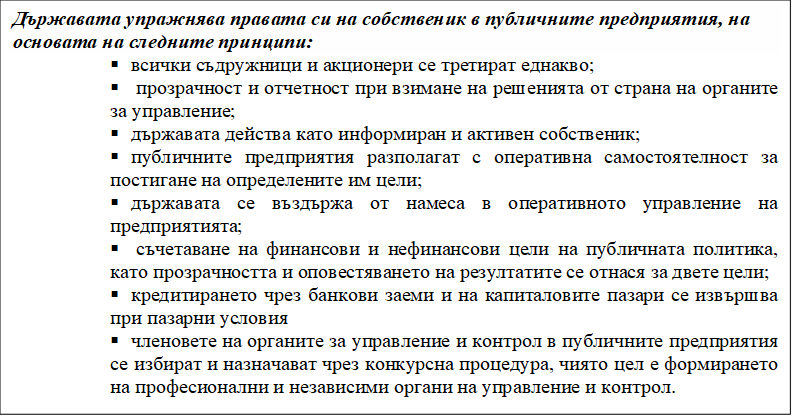 Държавата упражнява правата си на собственик в публичните предприятия, на
основата на следните принципи:
▪ всички съдружници и акционери се третират еднакво;
▪ прозрачност и отчетност при взимане на решенията от страна на органите
за управление;
▪ държавата действа като информиран и активен собственик;
▪ публичните предприятия разполагат с оперативна самостоятелност за
постигане на определените им цели;
▪ държавата се въздържа от намеса в оперативното управление на
предприятията;
▪ съчетаване на финансови и нефинансови цели на публичната политика,
като прозрачността и оповестяването на резултатите се отнася за двете цели;
▪ кредитирането чрез банкови заеми и на капиталовите пазари се извършва
при пазарни условия
▪ членовете на органите за управление и контрол в публичните предприятия
се избират и назначават чрез конкурсна процедура, чиято цел е формирането
на професионални и независими органи на управление и контрол.